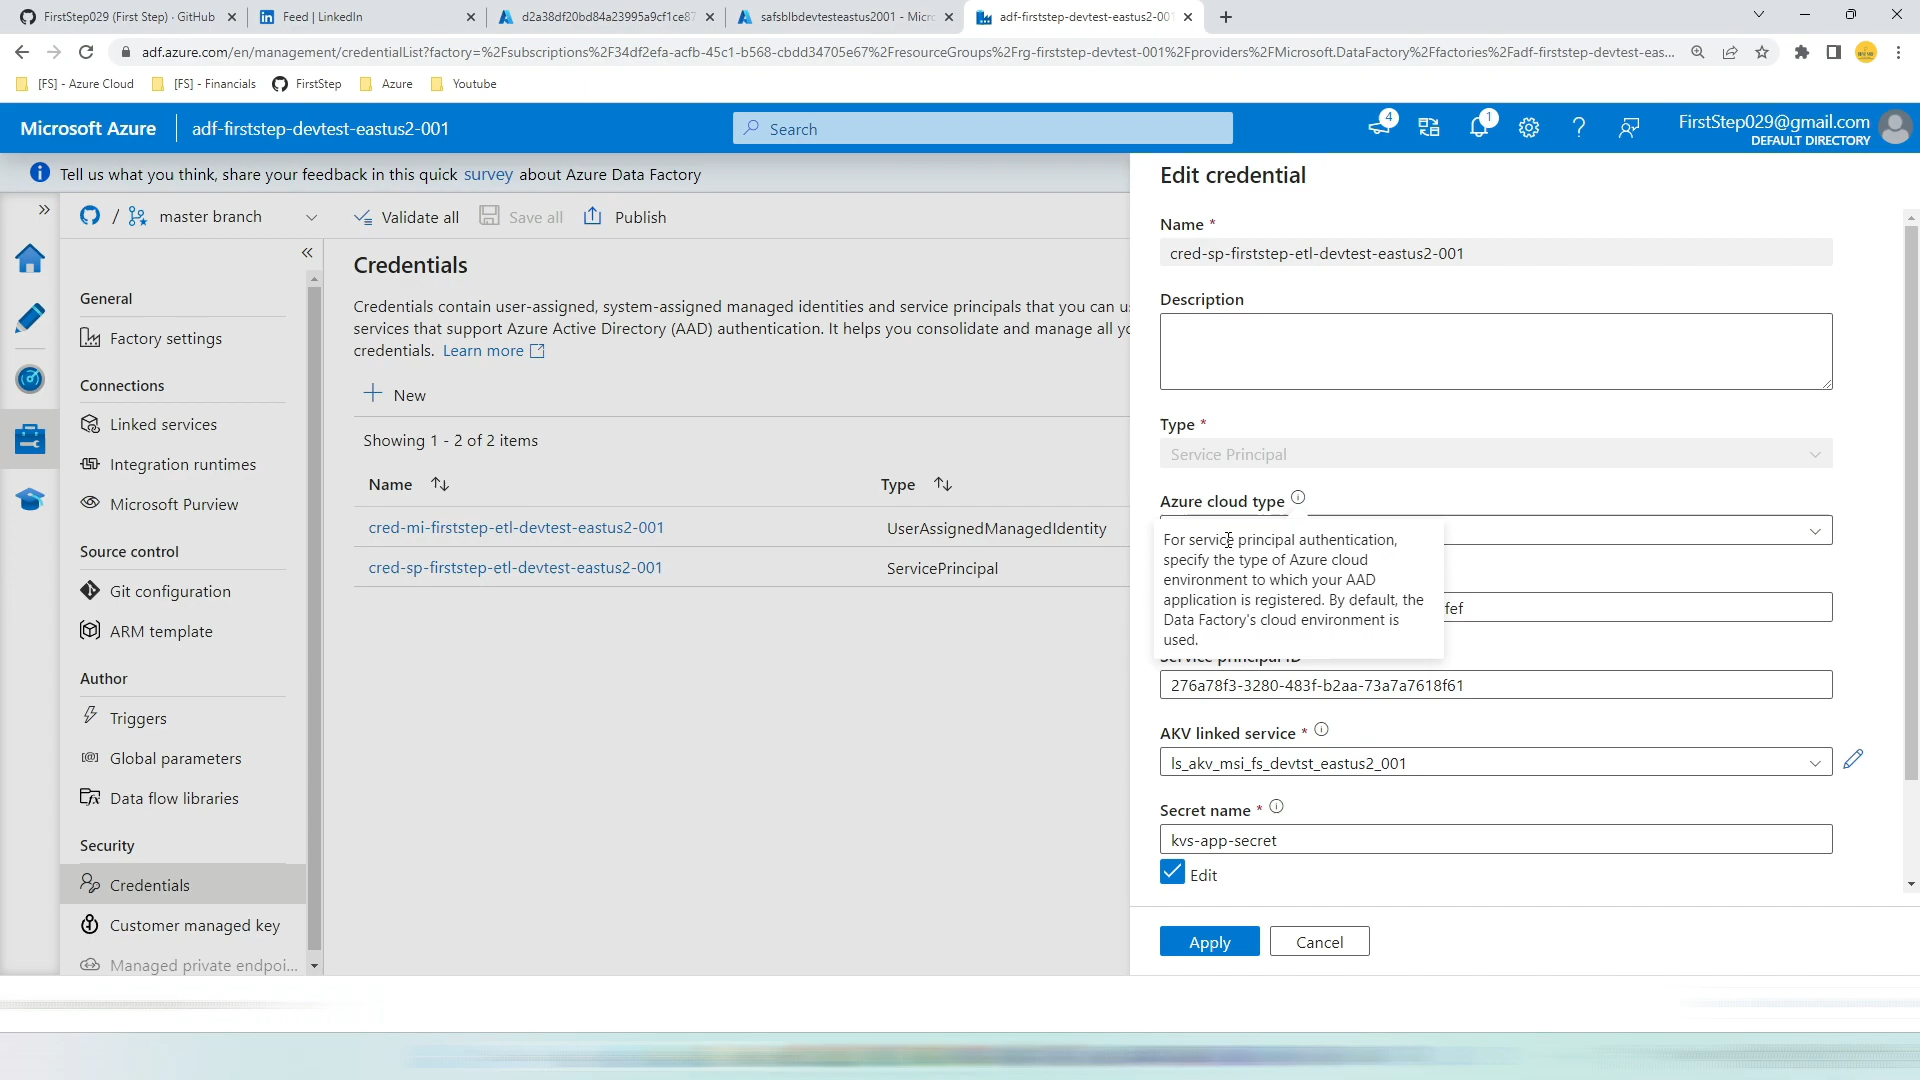 FirstStep029 (First Step) · GitHub
Feed | LinkedIn
d2a38df20bd84a23995a9cf1ce87
safsblbdevtesteastus2001 - Micro
adf-firststep-devtest-eastus2-001
adf.azure.com/en/management/credentialList?factory=%2Fsubscriptions%2F34df2efa-acfb-45c1-b568-cbdd34705e67%2FresourceGroups%2Frg-firststep-devtest-001%2Fproviders%2FMicrosoft.DataFactory%2Ffactories%2Fadf-firststep-devtest-eas...
[FS] - Azure Cloud
[FS] - Financials
FirstStep
Azure
Youtube
Microsoft Azure
adf-firststep-devtest-eastus2-001
Search
4
1
FirstStep029@gmail.com
DEFAULT DIRECTORY
Tell us what you think, share your feedback in this quick survey about Azure Data Factory
/ master branch
Validate all
Save all
Publish
General
Factory settings
Connections
Linked services
Integration runtimes
Microsoft Purview
Source control
Git configuration
ARM template
Author
Triggers
Global parameters
Data flow libraries
Security
Credentials
Customer managed key
Managed private endpoi...
Credentials
Credentials contain user-assigned, system-assigned managed identities and service principals that you can u
services that support Azure Active Directory (AAD) authentication. It helps you consolidate and manage all yo
credentials. Learn more
New
Showing 1 - 2 of 2 items
Name
Type
cred-mi-firststep-etl-devtest-eastus2-001
UserAssignedManagedIdentity
cred-sp-firststep-etl-devtest-eastus2-001
ServicePrincipal
Edit credential
Name *
cred-sp-firststep-etl-devtest-eastus2-001
Description
Type *
Service Principal
Azure cloud type
For service principal authentication,
specify the type of Azure cloud
environment to which your AAD
application is registered. By default, the
Data Factory's cloud environment is
used.
fef
Service principal ID
276a78f3-3280-483f-b2aa-73a7a7618f61
AKV linked service *
ls_akv_msi_fs_devtst_eastus2_001
Secret name *
kvs-app-secret
Edit
Apply
Cancel